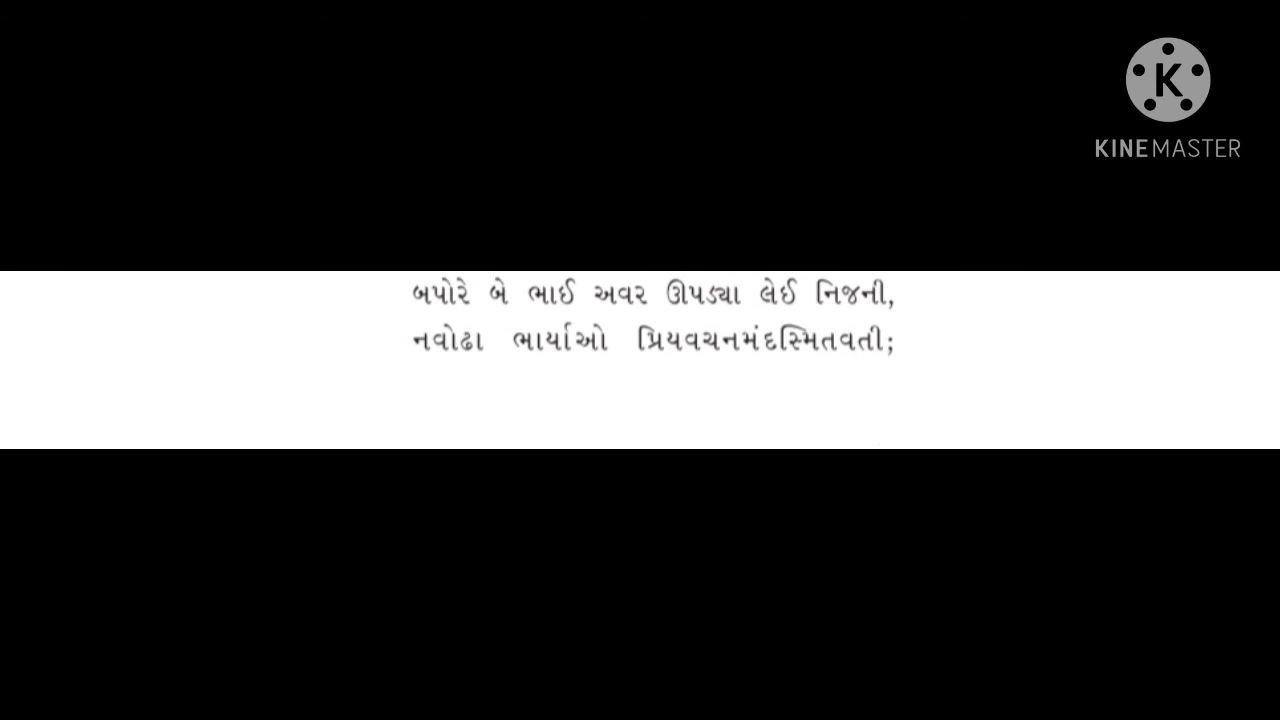 K
KINEMASTER
બપોરે બે ભાઈ અવર ઊપડ્યા લેઈ નિજની,
નવોઢા ભાર્યાઓ પ્રિયવચનમંદસ્મિતવતી;